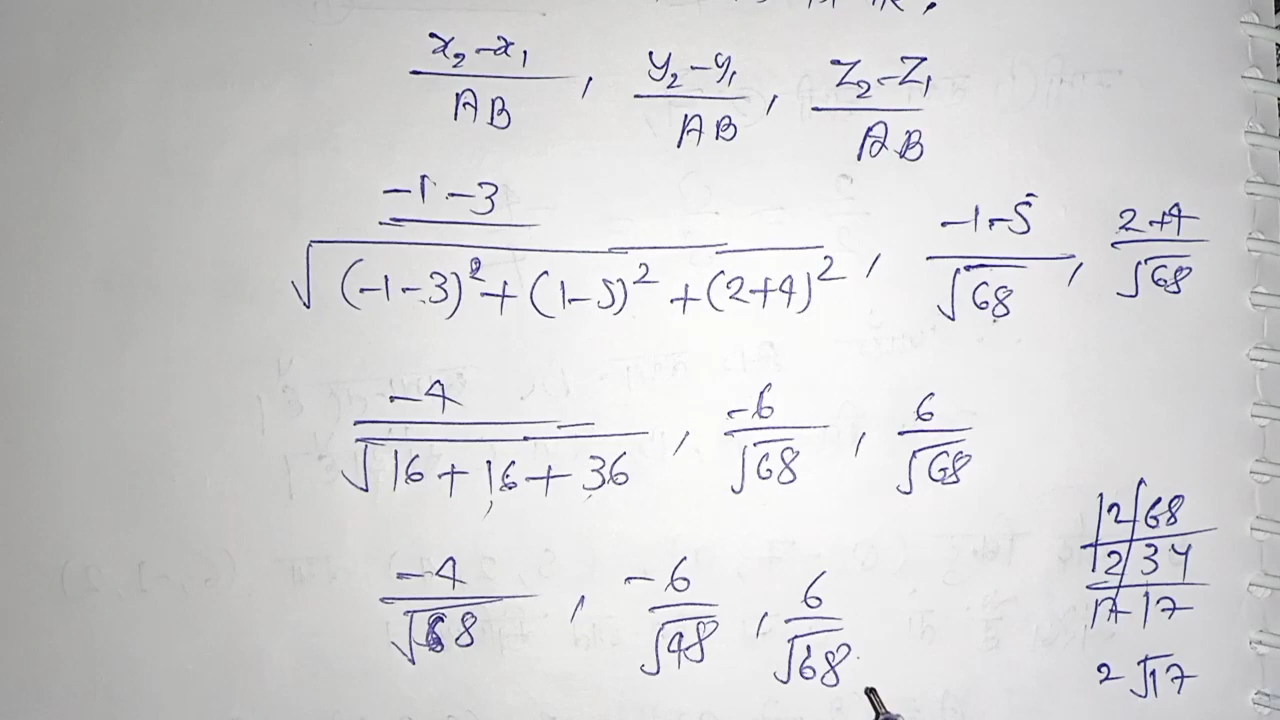 x₂-x₁/AB , y₂-y₁/AB , Z₂-Z₁/AB
-1-3/√(-1-3)²+(1-5)²+(2+4)² , -1-5/√68 , 2+4/√68
-4/√16+16+36 , -6/√68 , 6/√68
-4/√68 , -6/√48 , 6/√68
2 68
2 34
17 17
2√17